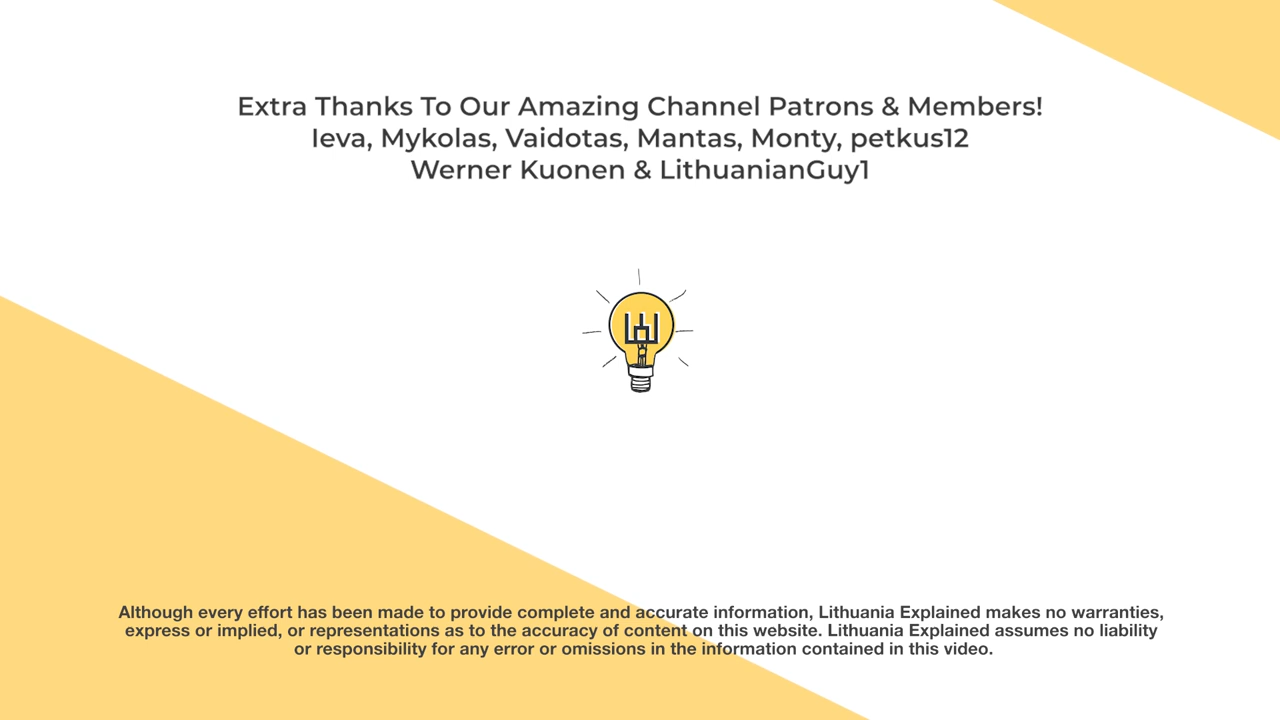 Extra Thanks To Our Amazing Channel Patrons & Members!
Ieva, Mykolas, Vaidotas, Mantas, Monty, petkus12
Werner Kuonen & LithuanianGuy1
Although every effort has been made to provide complete and accurate information, Lithuania Explained makes no warranties,
express or implied, or representations as to the accuracy of content on this website. Lithuania Explained assumes no liability
or responsibility for any error or omissions in the information contained in this video.